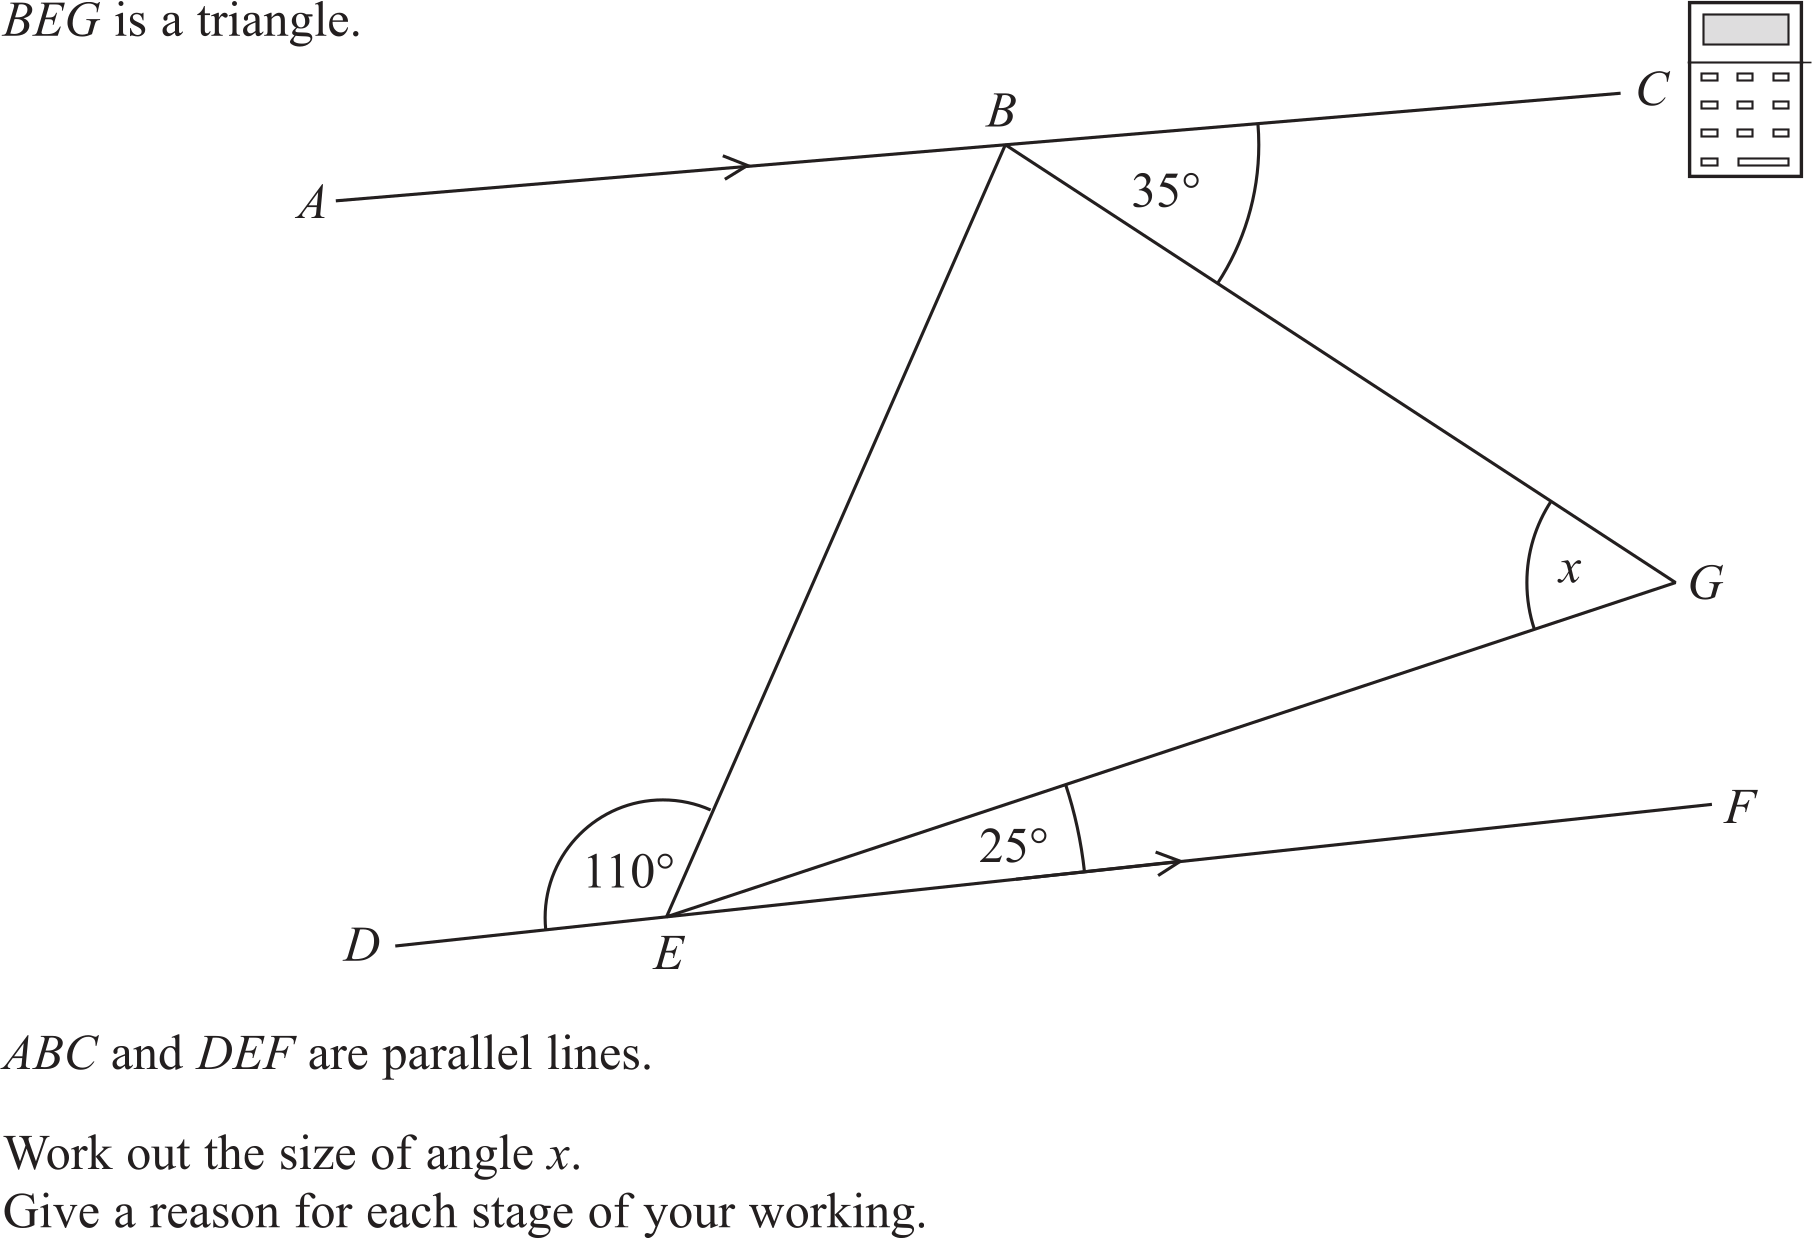 BEG is a triangle.
C
B
35°
A
x
G
F
25°
110°
D
E
ABC and DEF are parallel lines.
Work out the size of angle x.
Give a reason for each stage of your working.